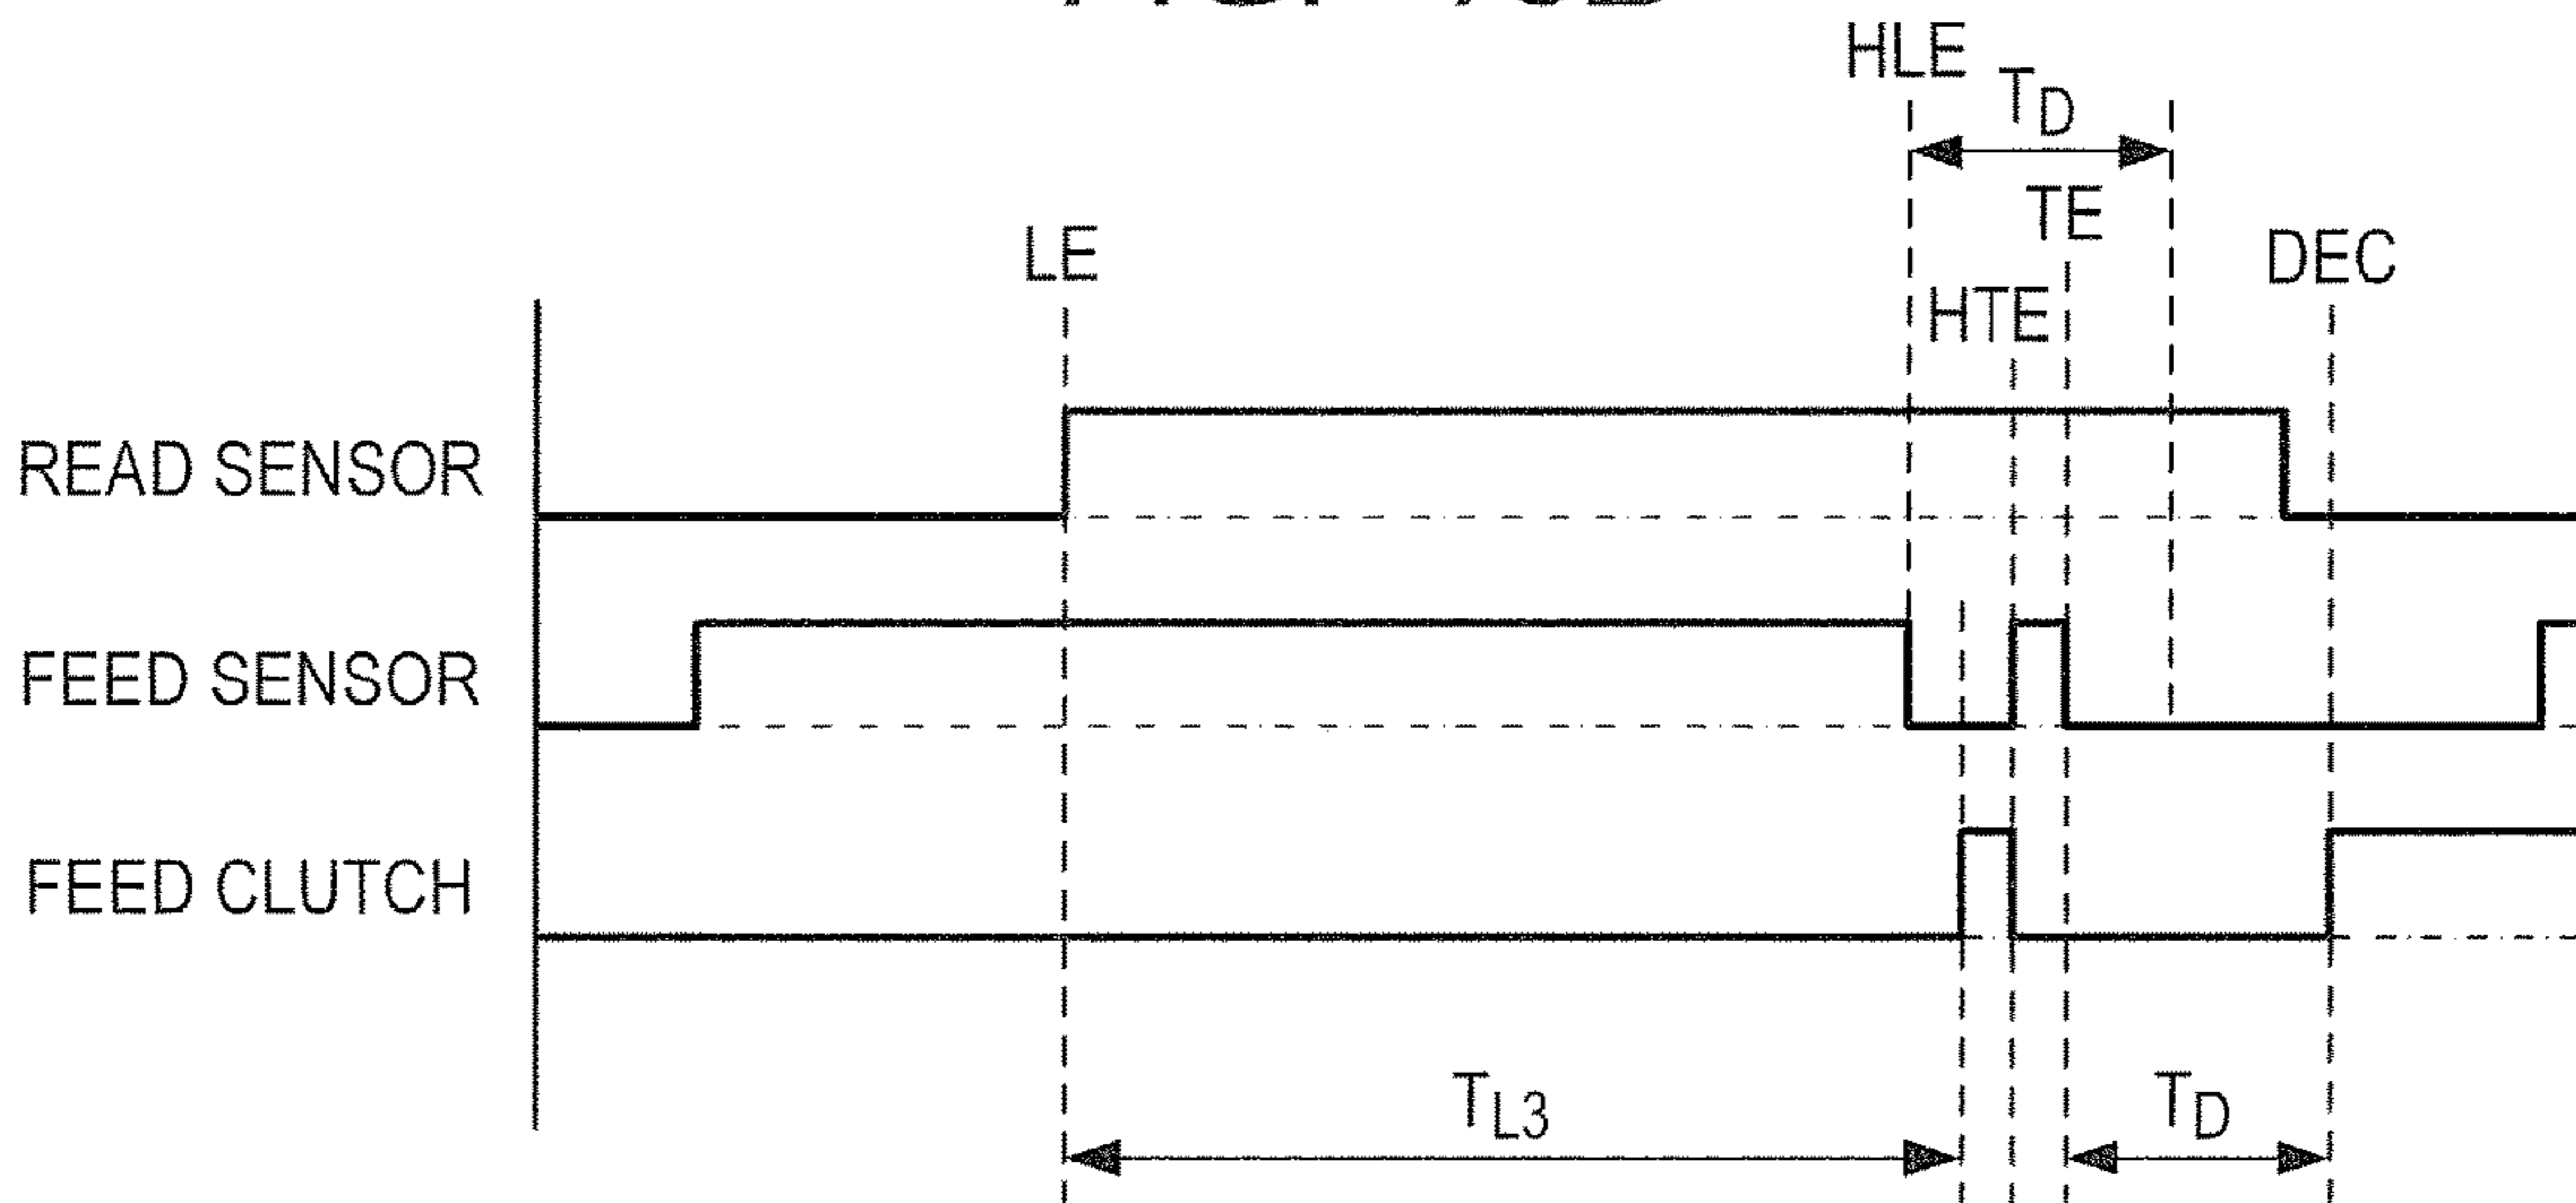 HLE
T_D
TE
LE
DEC
HTE
READ SENSOR
FEED SENSOR
FEED CLUTCH
T_L3
T_D